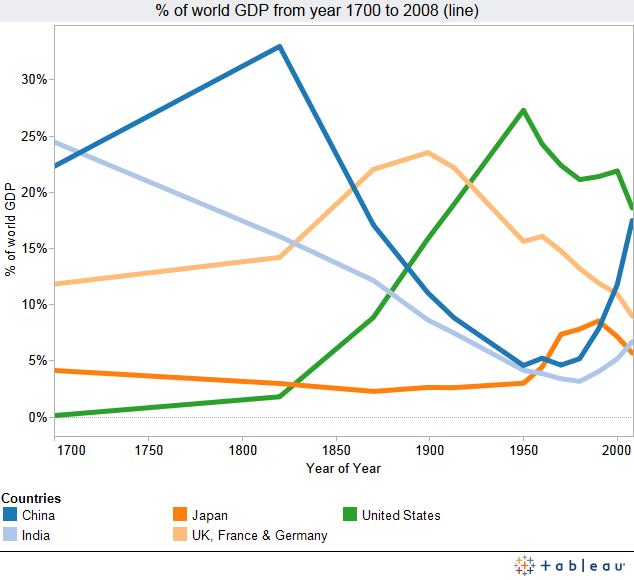 % of world GDP from year 1700 to 2008 (line)
30%
25%
20%
15%
10%
5%
0%
% of world GDP
1700 1750 1800 1850 1900 1950 2000
Year of Year
Countries
China Japan United States
India UK, France & Germany
+ a b l e a u